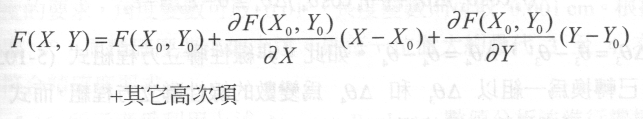 F(X, Y) = F(X₀, Y₀) + ∂F(X₀, Y₀)/∂X (X − X₀) + ∂F(X₀, Y₀)/∂Y (Y − Y₀)
+其它高次項